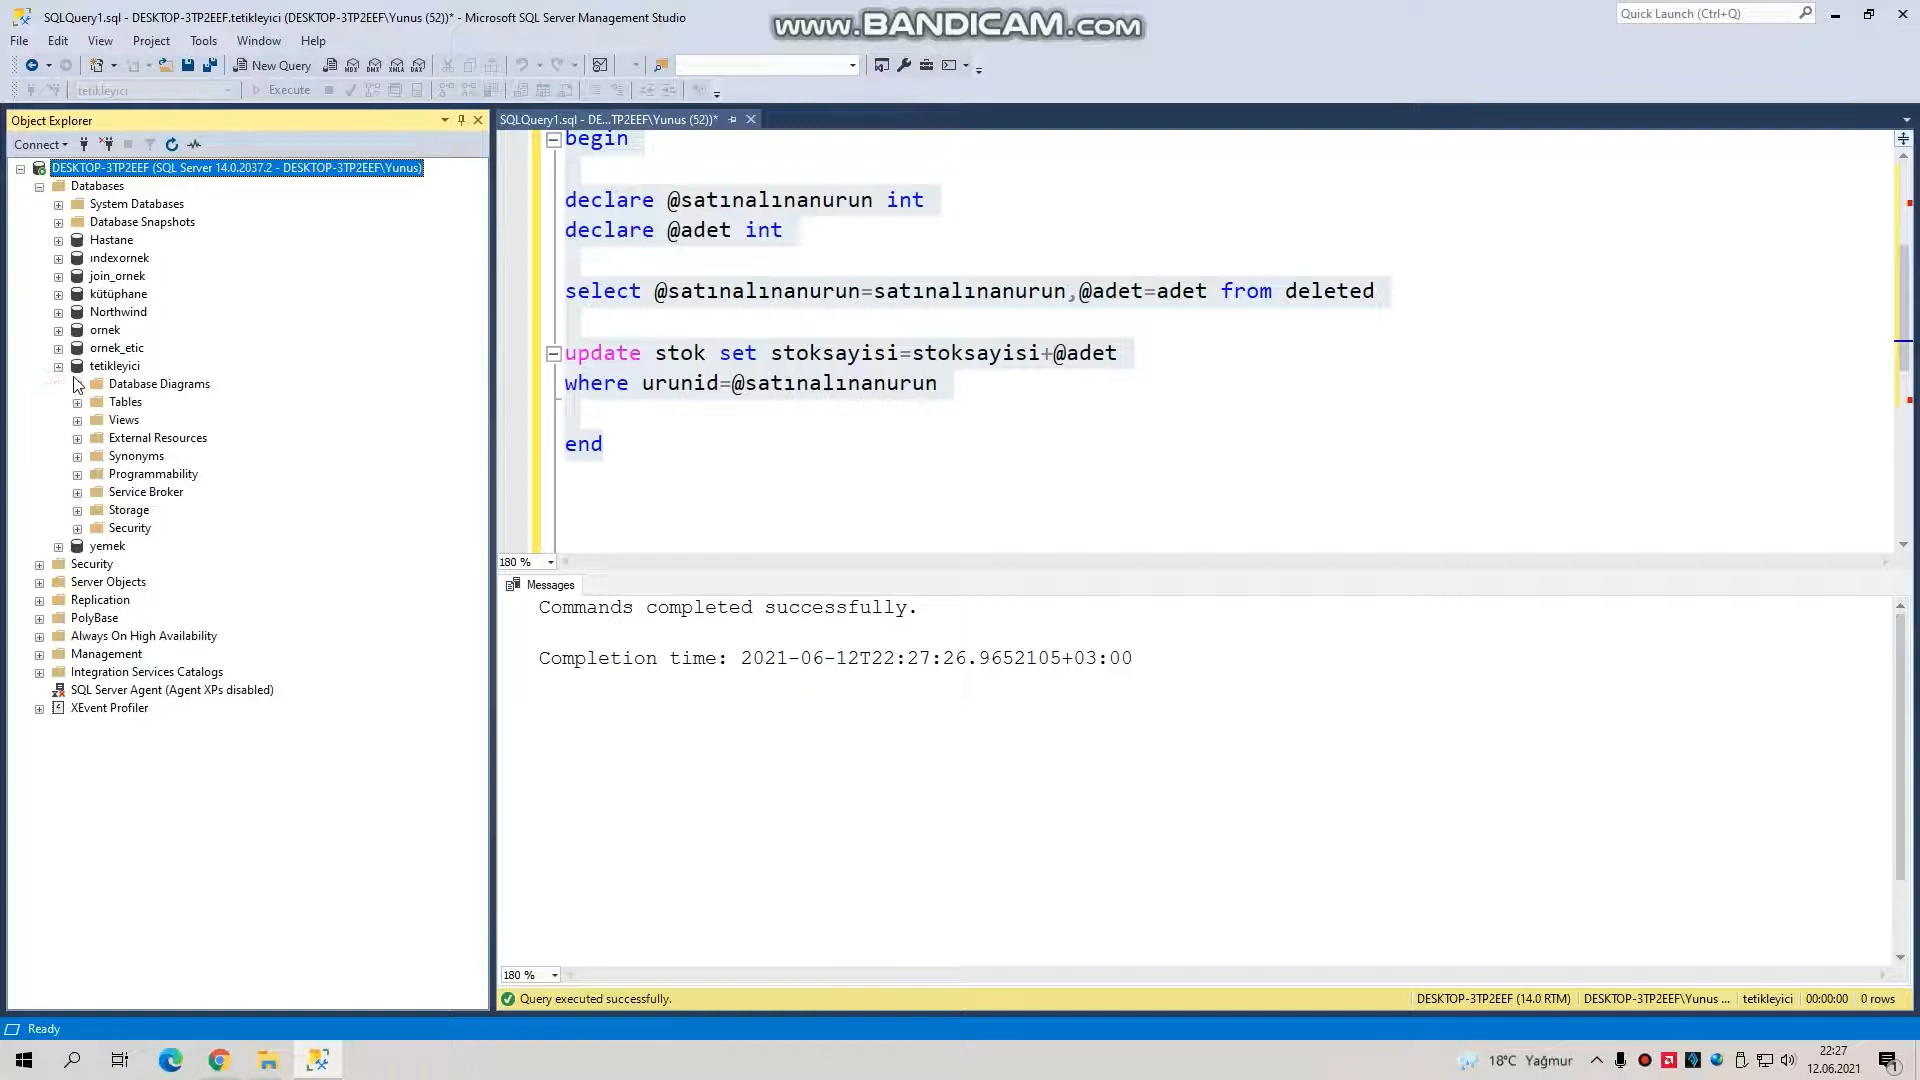 SQLQuery1.sql - DESKTOP-3TP2EEF.tetikleyici (DESKTOP-3TP2EEF\Yunus (52))* - Microsoft SQL Server Management Studio
www.BANDICAM.com
Quick Launch (Ctrl+Q)
File Edit View Project Tools Window Help
New Query
MDX DMX XMLA DAX
tetikleyici
Execute
Object Explorer
SQLQuery1.sql - DE...TP2EEF\Yunus (52))*
Connect
DESKTOP-3TP2EEF (SQL Server 14.0.2037.2 - DESKTOP-3TP2EEF\Yunus)
Databases
System Databases
Database Snapshots
Hastane
ındexornek
join_ornek
kütüphane
Northwind
ornek
ornek_etic
tetikleyici
Database Diagrams
Tables
Views
External Resources
Synonyms
Programmability
Service Broker
Storage
Security
yemek
Security
Server Objects
Replication
PolyBase
Always On High Availability
Management
Integration Services Catalogs
SQL Server Agent (Agent XPs disabled)
XEvent Profiler
begin
declare @satınalınanurun int
declare @adet int
select @satınalınanurun=satınalınanurun,@adet=adet from deleted
update stok set stoksayisi=stoksayisi+@adet
where urunid=@satınalınanurun
end
180 %
Messages
Commands completed successfully.
Completion time: 2021-06-12T22:27:26.9652105+03:00
180 %
Query executed successfully.
DESKTOP-3TP2EEF (14.0 RTM)
DESKTOP-3TP2EEF\Yunus ...
tetikleyici
00:00:00
0 rows
Ready
18°C Yağmur
22:27
12.06.2021
1